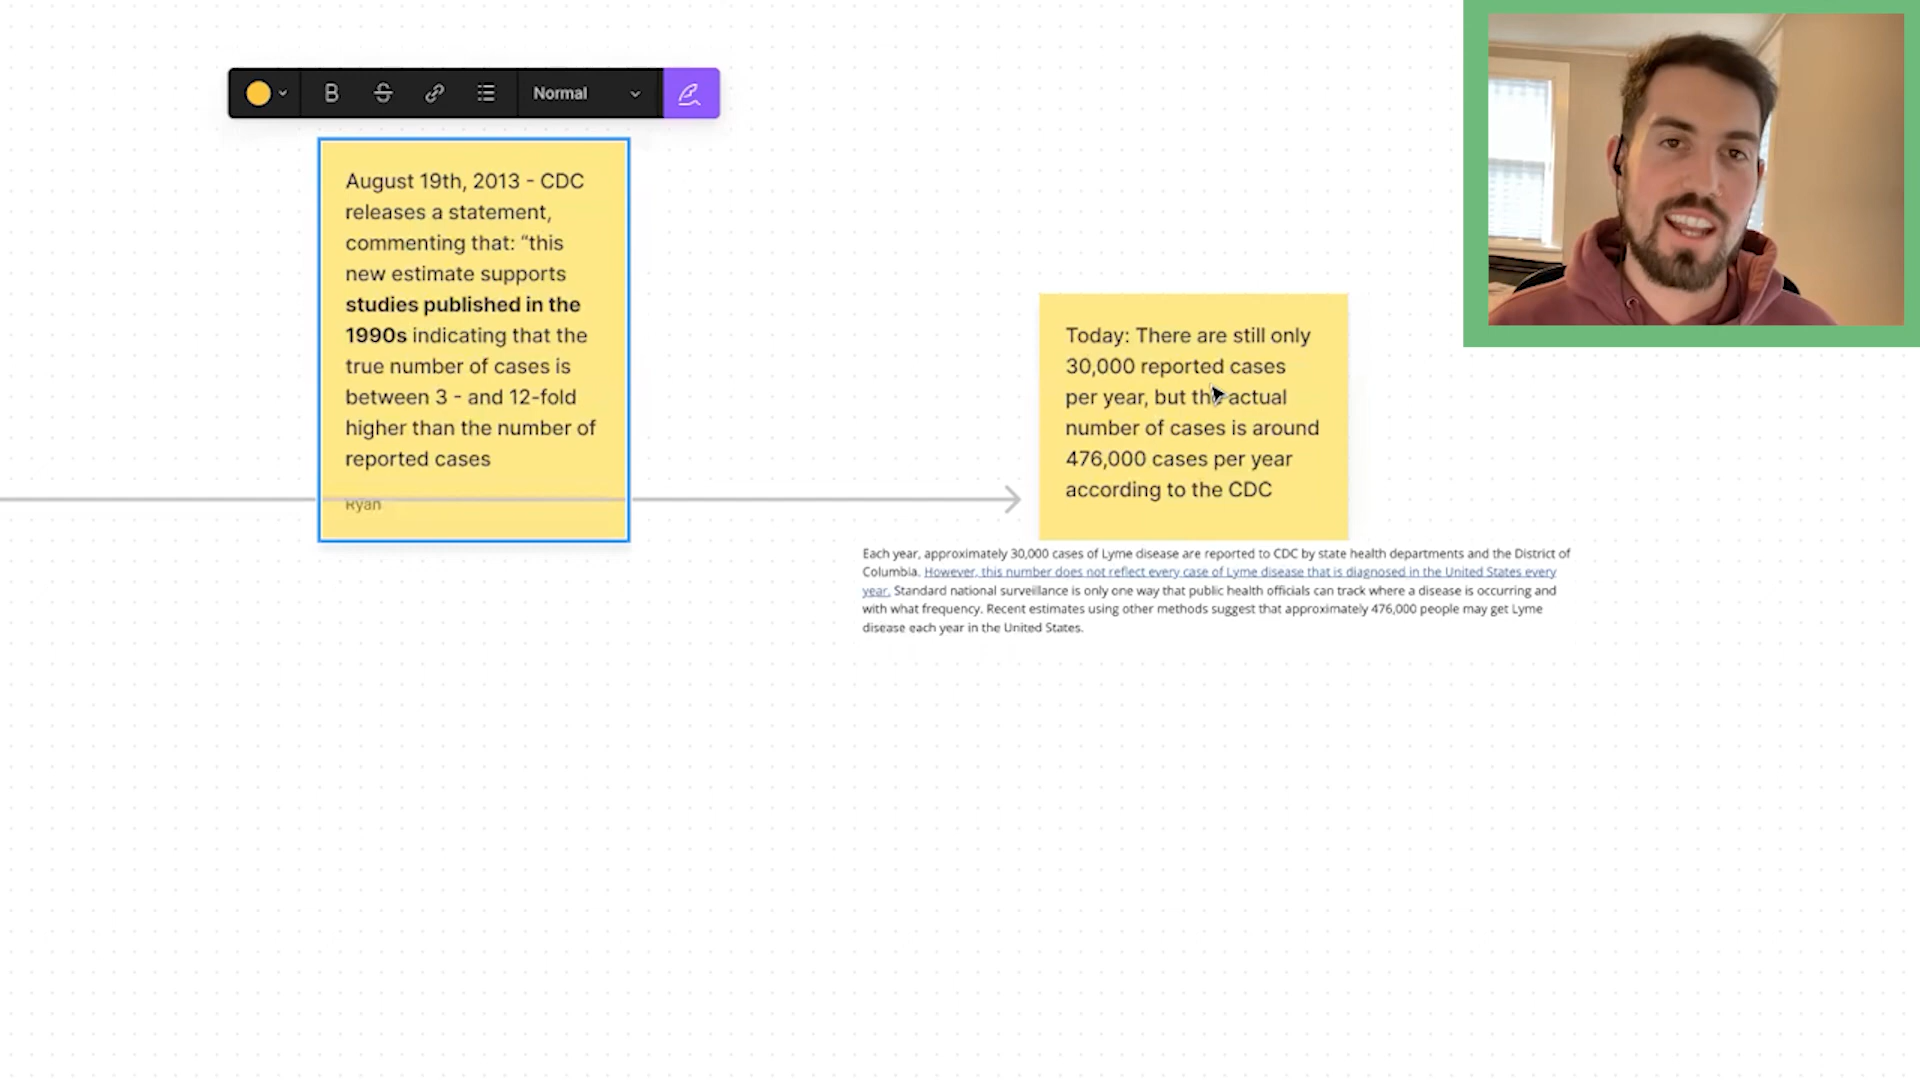 Normal
August 19th, 2013 - CDC
releases a statement,
commenting that: “this
new estimate supports
studies published in the
1990s indicating that the
true number of cases is
between 3 - and 12-fold
higher than the number of
reported cases
Ryan
Today: There are still only
30,000 reported cases
per year, but the actual
number of cases is around
476,000 cases per year
according to the CDC
Each year, approximately 30,000 cases of Lyme disease are reported to CDC by state health departments and the District of
Columbia. However, this number does not reflect every case of Lyme disease that is diagnosed in the United States every
year. Standard national surveillance is only one way that public health officials can track where a disease is occurring and
with what frequency. Recent estimates using other methods suggest that approximately 476,000 people may get Lyme
disease each year in the United States.